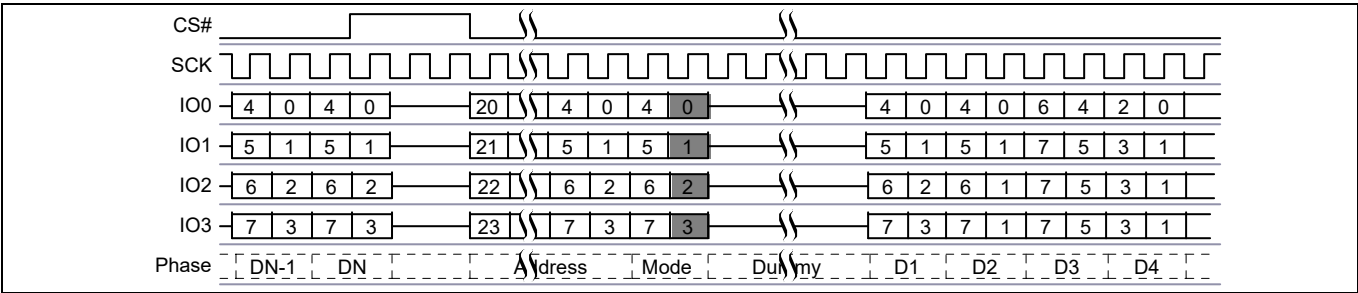 CS#
SCK
IO0 4 0 4 0 20 4 0 4 0 4 0 4 0 6 4 2 0
IO1 5 1 5 1 21 5 1 5 1 5 1 5 1 7 5 3 1
IO2 6 2 6 2 22 6 2 6 2 6 2 6 1 7 5 3 1
IO3 7 3 7 3 23 7 3 7 3 7 3 7 1 7 5 3 1
Phase DN-1 DN Address Mode Dummy D1 D2 D3 D4